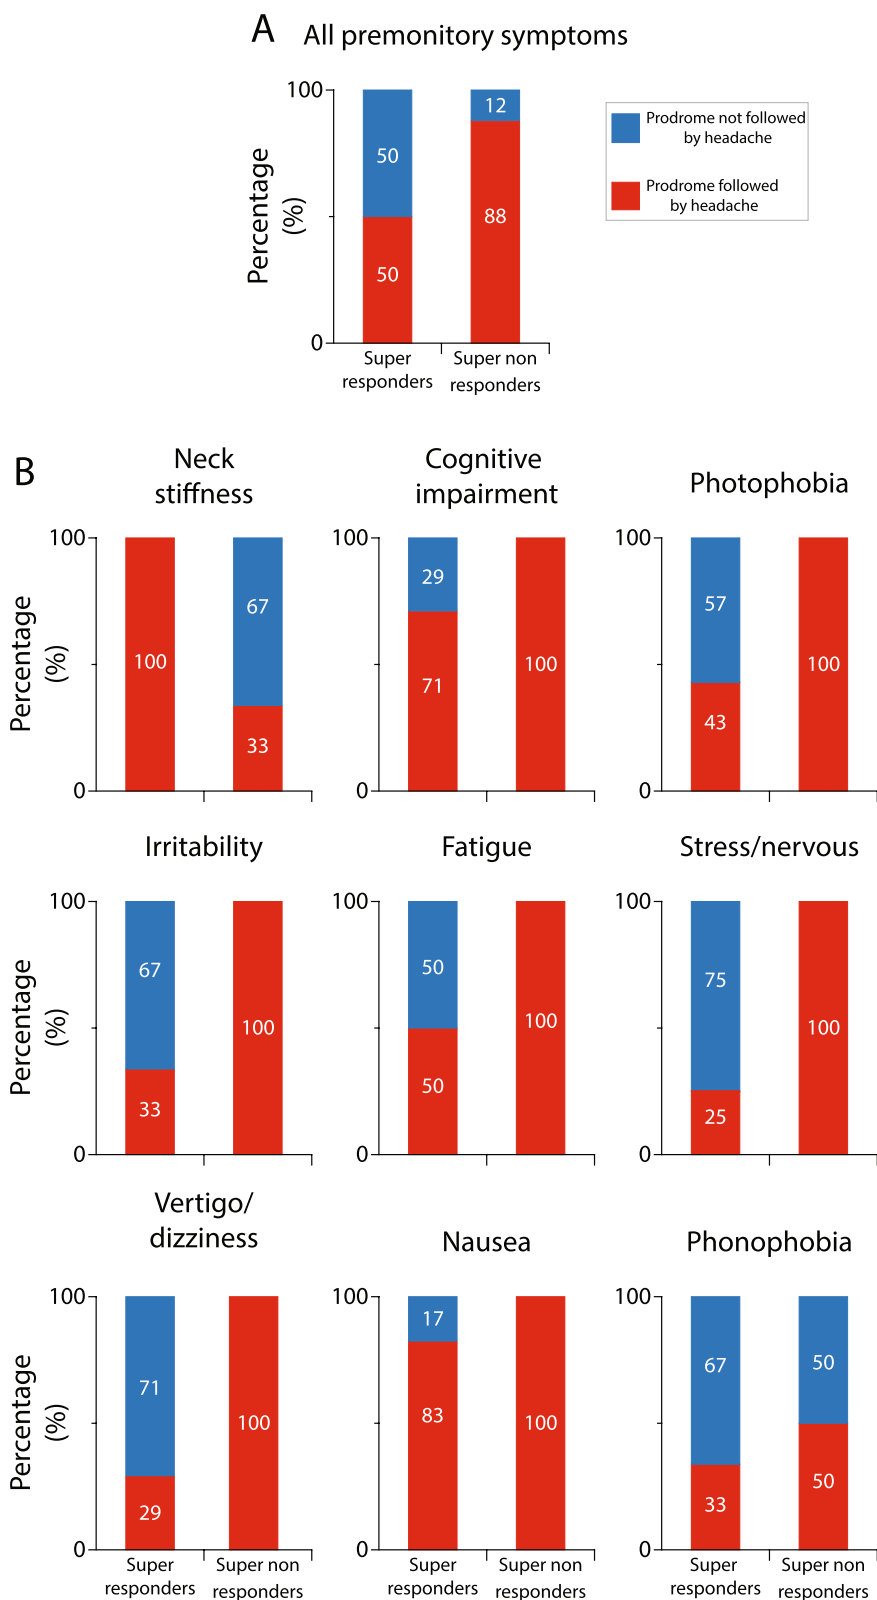 A All premonitory symptoms
100
50
12
Percentage
(%)
50
88
0
Super
responders
Super non
responders
Prodrome not followed
by headache
Prodrome followed
by headache
B
Neck
stiffness
100
Percentage
(%)
100
67
33
0
Cognitive
impairment
100
29
71
100
0
Photophobia
100
57
43
100
0
Irritability
100
Percentage
(%)
67
33
100
0
Fatigue
100
50
50
100
0
Stress/nervous
100
75
25
100
0
Vertigo/
dizziness
100
Percentage
(%)
71
29
100
0
Super
responders
Super non
responders
Nausea
100
17
83
100
0
Super
responders
Super non
responders
Phonophobia
100
67
33
50
50
0
Super
responders
Super non
responders